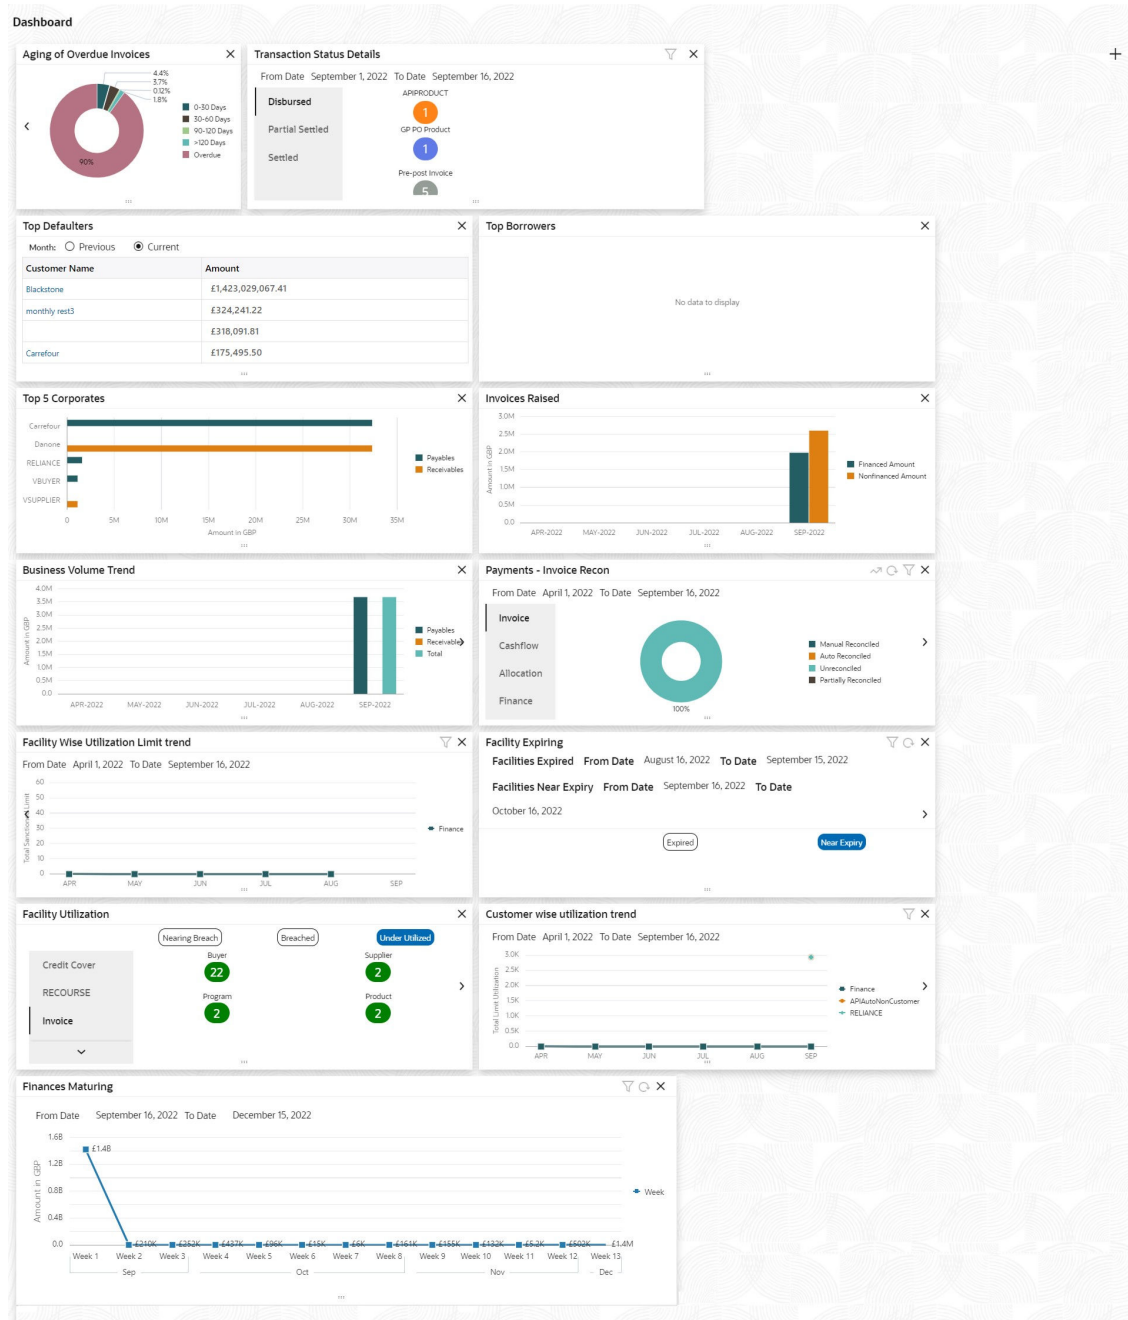 Dashboard
Aging of Overdue Invoices
4.4%
3.7%
0.12%
1.8%
90%
0-30 Days
30-60 Days
90-120 Days
>120 Days
Overdue
Transaction Status Details
From Date September 1, 2022 To Date September 16, 2022
Disbursed
Partial Settled
Settled
APIPRODUCT
1
GP PO Product
1
Pre-post Invoice
5
Top Defaulters
Month: Previous Current
Customer Name Amount
Blackstone £1,423,029,067.41
monthly rest3 £324,241.22
£318,091.81
Carrefour £175,495.50
Top Borrowers
No data to display
Top 5 Corporates
Carrefour
Danone
RELIANCE
VBUYER
VSUPPLIER
0 5M 10M 15M 20M 25M 30M 35M
Amount in GBP
Payables
Receivables
Invoices Raised
Amount in GBP
3.0M
2.5M
2.0M
1.5M
1.0M
0.5M
0.0
APR-2022 MAY-2022 JUN-2022 JUL-2022 AUG-2022 SEP-2022
Financed Amount
Nonfinanced Amount
Business Volume Trend
Amount in GBP
4.0M
3.5M
3.0M
2.5M
2.0M
1.5M
1.0M
0.5M
0.0
APR-2022 MAY-2022 JUN-2022 JUL-2022 AUG-2022 SEP-2022
Payables
Receivables
Total
Payments - Invoice Recon
From Date April 1, 2022 To Date September 16, 2022
Invoice
Cashflow
Allocation
Finance
100%
Manual Reconciled
Auto Reconciled
Unreconciled
Partially Reconciled
Facility Wise Utilization Limit trend
From Date April 1, 2022 To Date September 16, 2022
Total Sanction Limit
60
50
40
30
20
10
0
APR MAY JUN JUL AUG SEP
Finance
Facility Expiring
Facilities Expired From Date August 16, 2022 To Date September 15, 2022
Facilities Near Expiry From Date September 16, 2022 To Date
October 16, 2022
Expired Near Expiry
Facility Utilization
Nearing Breach Breached Under Utilized
Credit Cover
RECOURSE
Invoice
Buyer
22
Supplier
2
Program
2
Product
2
Customer wise utilization trend
From Date April 1, 2022 To Date September 16, 2022
Total Limit Utilization
3.0K
2.5K
2.0K
1.5K
1.0K
0.5K
0.0
APR MAY JUN JUL AUG SEP
Finance
APIAutoNonCustomer
RELIANCE
Finances Maturing
From Date September 16, 2022 To Date December 15, 2022
Amount in GBP
1.6B
1.2B
0.8B
0.4B
0.0
£1.4B £210K £252K £437K £96K £15K £6K £161K £155K £132K £5.2K £502K £1.4M
Week 1 Week 2 Week 3 Week 4 Week 5 Week 6 Week 7 Week 8 Week 9 Week 10 Week 11 Week 12 Week 13
Sep Oct Nov Dec
Week